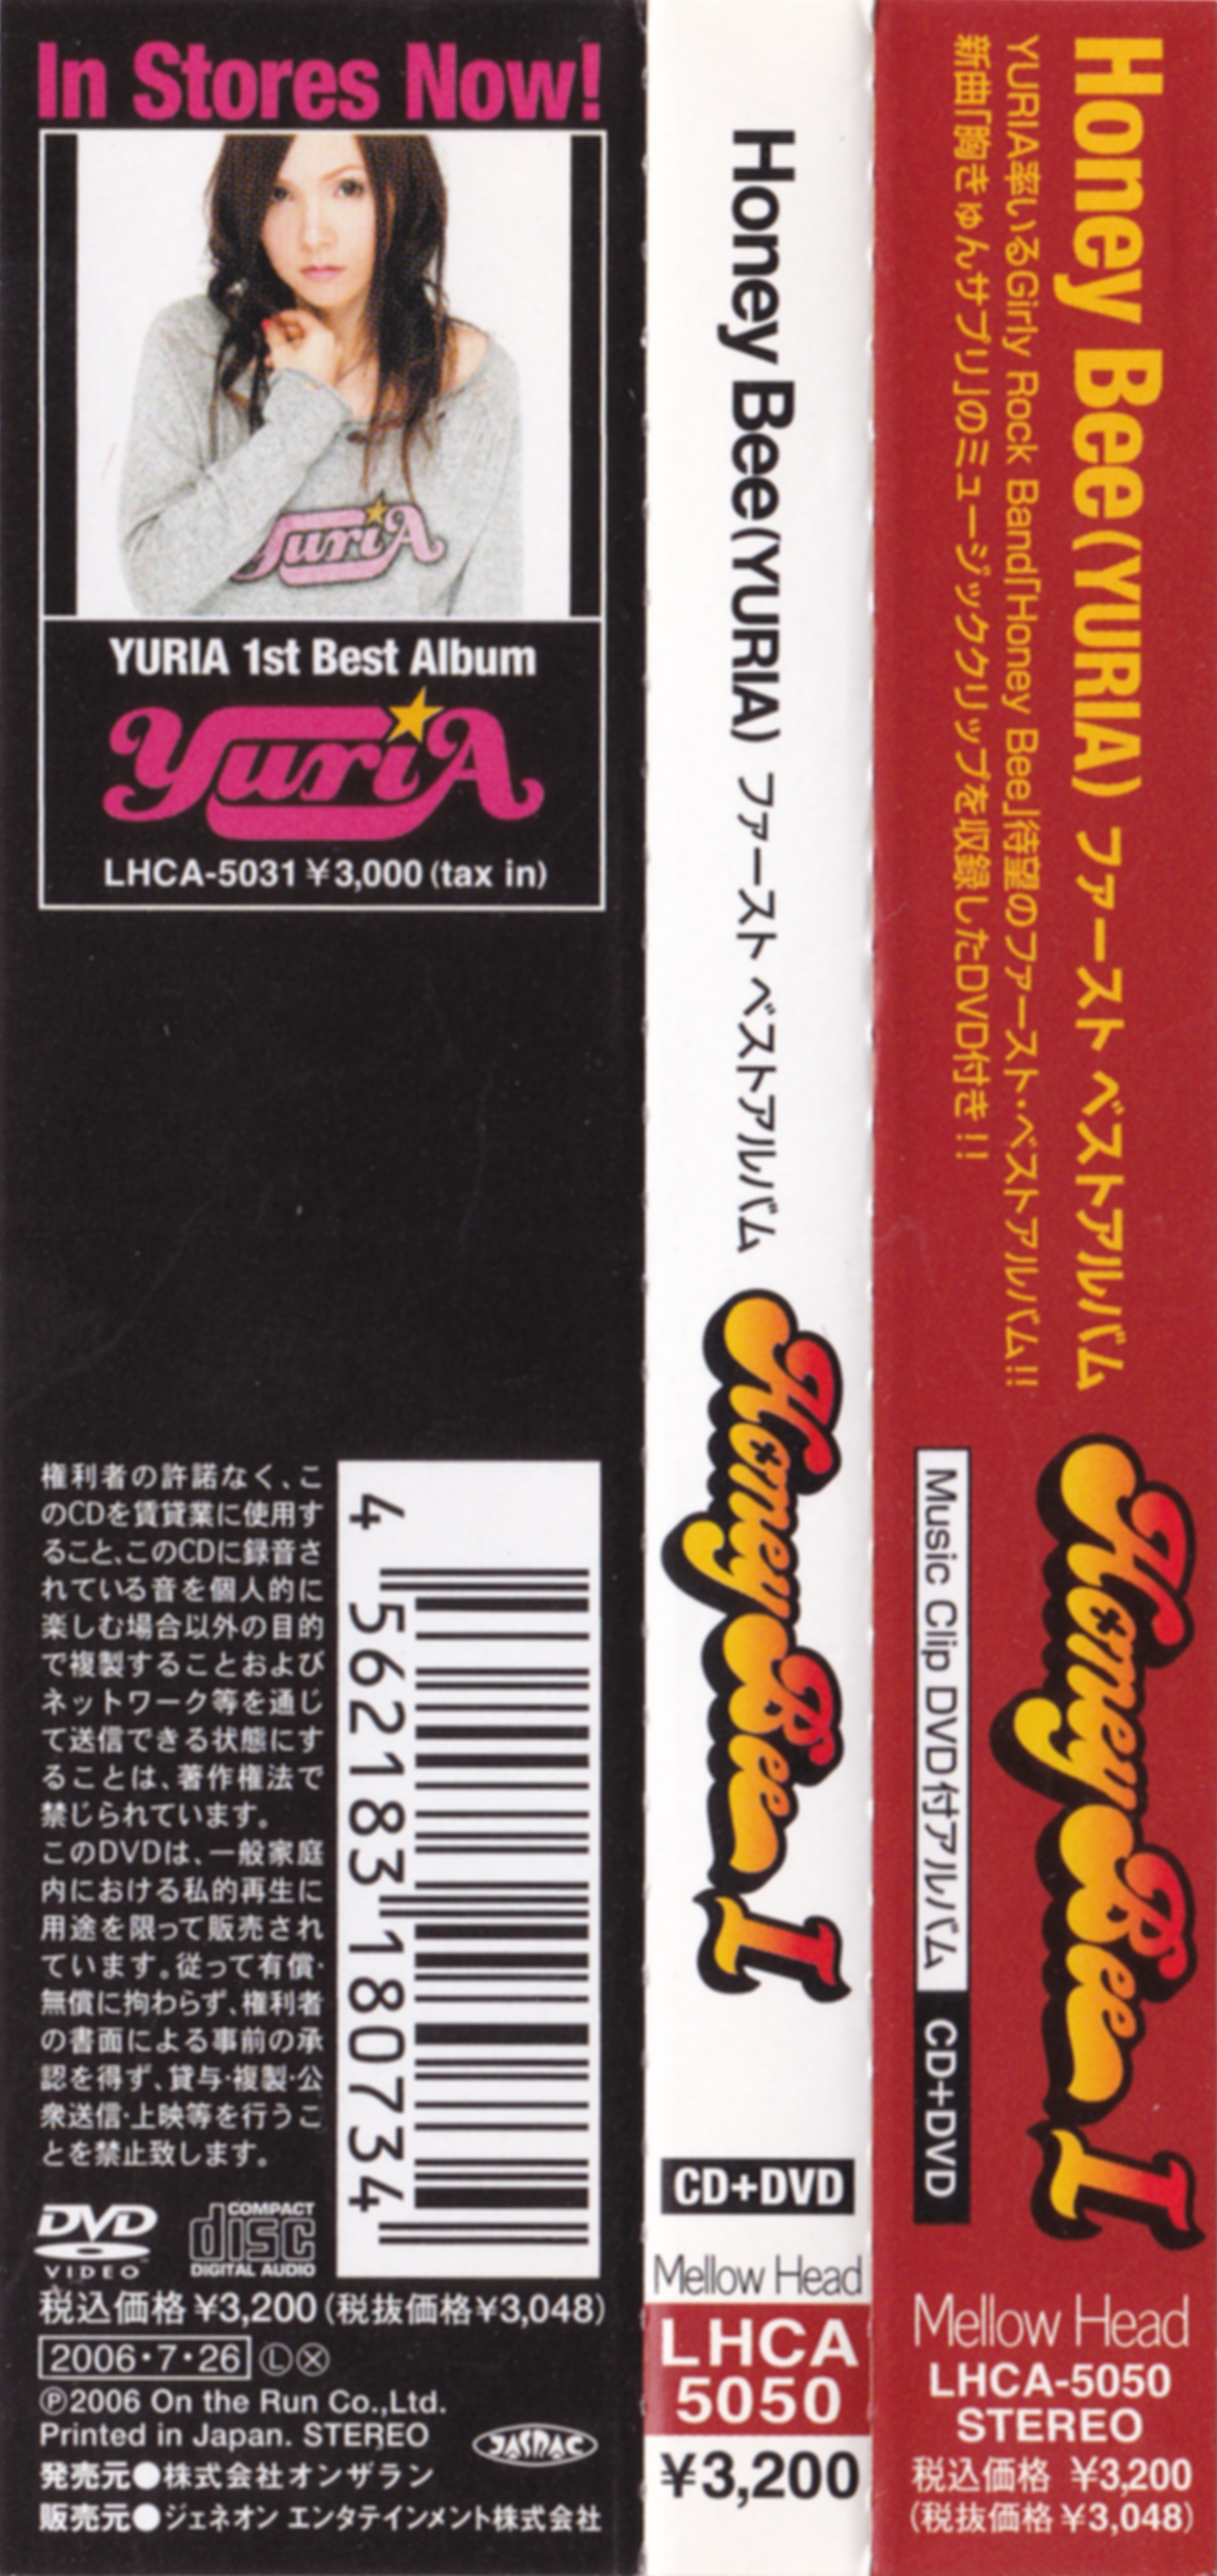 In Stores Now!
YuriA
YURIA 1st Best Album
YuriA
LHCA-5031 ¥3,000 (tax in)
権利者の許諾なく、こ
のCDを賃貸業に使用す
ること、このCDに録音さ
れている音を個人的に
楽しむ場合以外の目的
で複製することおよび
ネットワーク等を通じ
て送信できる状態にす
ることは、著作権法で
禁じられています。
このDVDは、一般家庭
内における私的再生に
用途を限って販売され
ています。従って有償・
無償に拘わらず、権利者
の書面による事前の承
認を得ず、貸与・複製・公
衆送信・上映等を行うこ
とを禁止致します。
4 562183 180734
DVD
VIDEO
COMPACT
disc
DIGITAL AUDIO
税込価格 ¥3,200 (税抜価格¥3,048)
2006・7・26 Ⓛⓧ
Ⓟ2006 On the Run Co.,Ltd.
Printed in Japan. STEREO
JASRAC
発売元●株式会社オンザラン
販売元●ジェネオン エンタテインメント株式会社
Honey Bee(YURIA) ファースト ベストアルバム
Honey Bee I
CD+DVD
Mellow Head
LHCA
5050
¥3,200
Honey Bee(YURIA) ファースト ベストアルバム
YURIA率いるGirly Rock Band「Honey Bee」待望のファースト・ベストアルバム!!
新曲「胸きゅんサプリ」のミュージッククリップを収録したDVD付き!!
Honey Bee I
Music Clip DVD付アルバム CD+DVD
Mellow Head
LHCA-5050
STEREO
税込価格 ¥3,200
(税抜価格¥3,048)